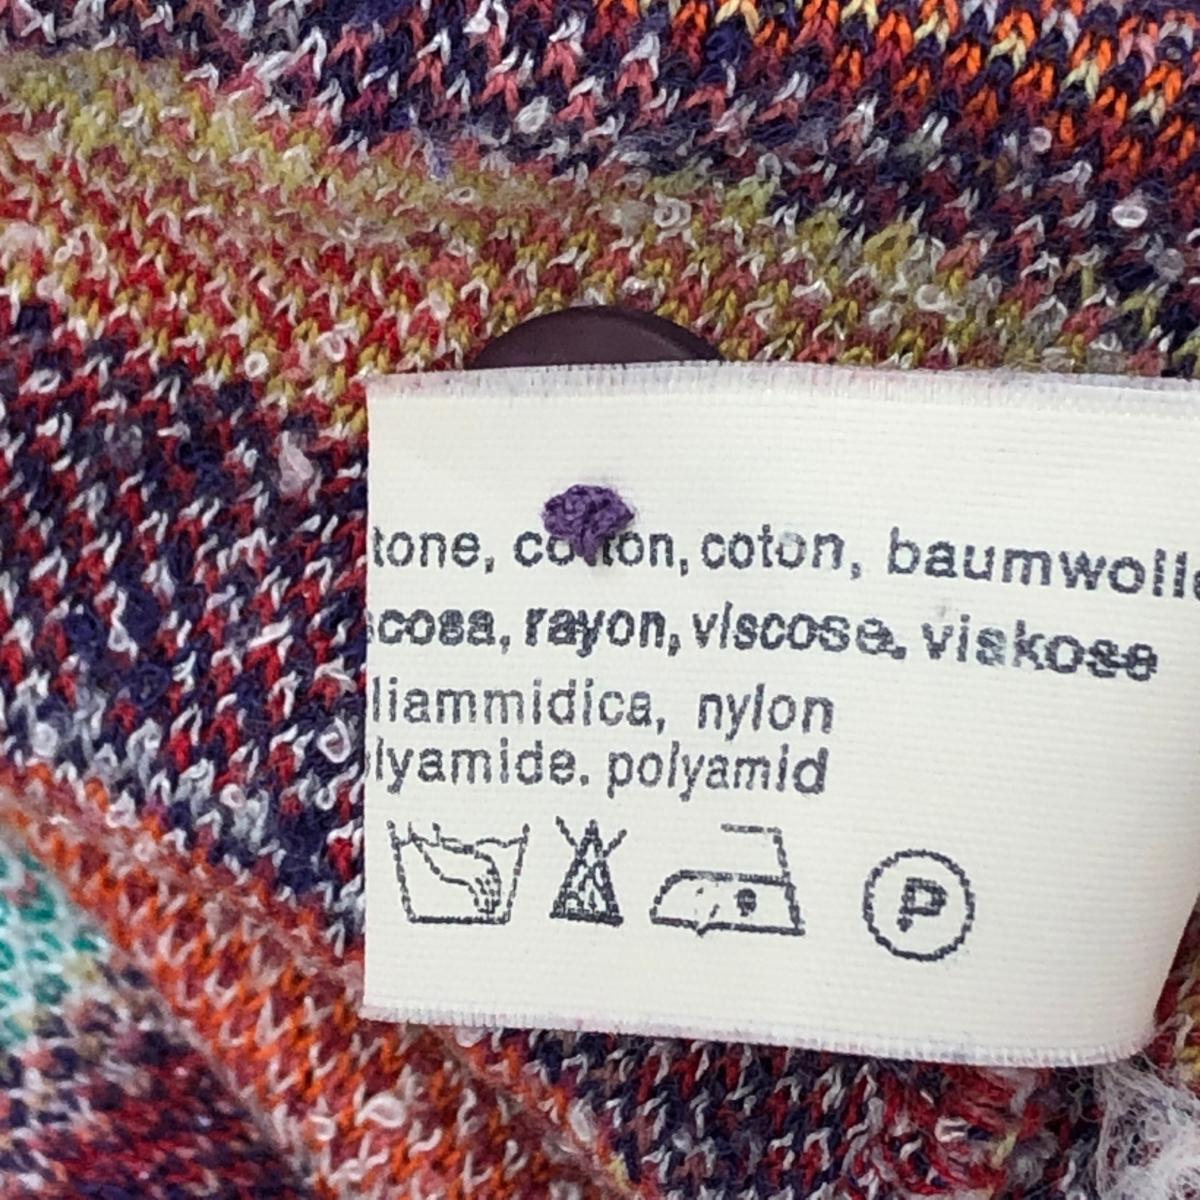 tone, cotton, coton, baumwolle
scosa, rayon, viscose, viskose
liammidica, nylon
lyamide, polyamid
P